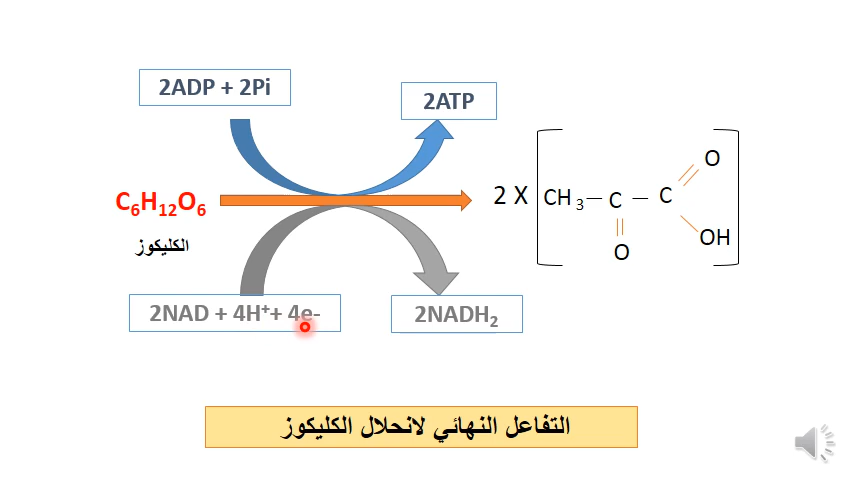 2ADP + 2Pi
2ATP
C6H12O6
الكليكوز
2 X
CH3 – C – C
O
OH
O
2NAD + 4H+ + 4e-
2NADH2
التفاعل النهائي لانحلال الكليكوز